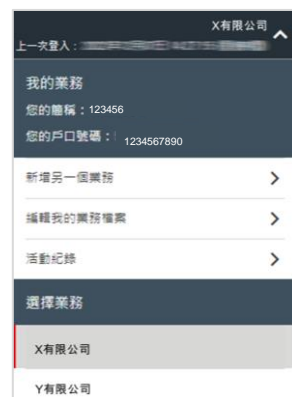 X有限公司
上一次登入：
我的業務
您的體稱：123456
您的戶口號碼： 1234567890
新增另一個業務
編輯我的業務檔案
活動紀錄
選擇業務
X有限公司
Y有限公司